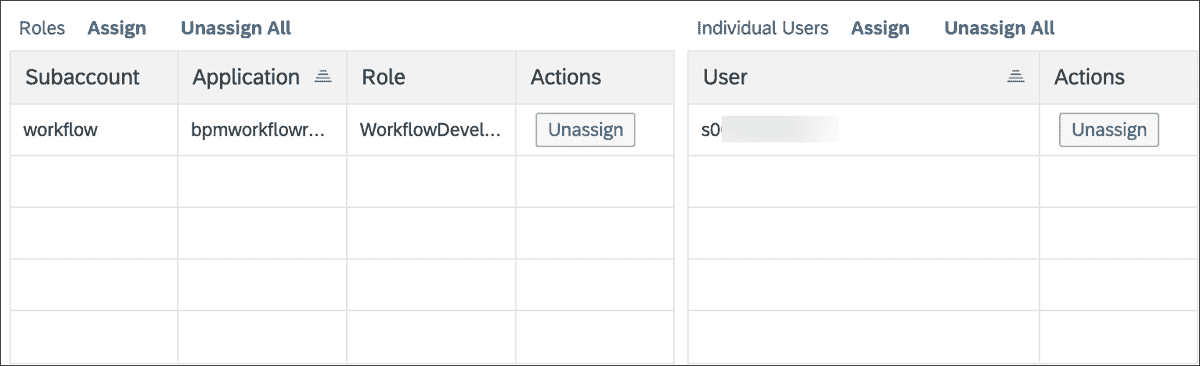 Roles Assign Unassign All
Subaccount Application Role Actions
workflow bpmworkflowr... WorkflowDevel... Unassign
Individual Users Assign Unassign All
User Actions
Unassign